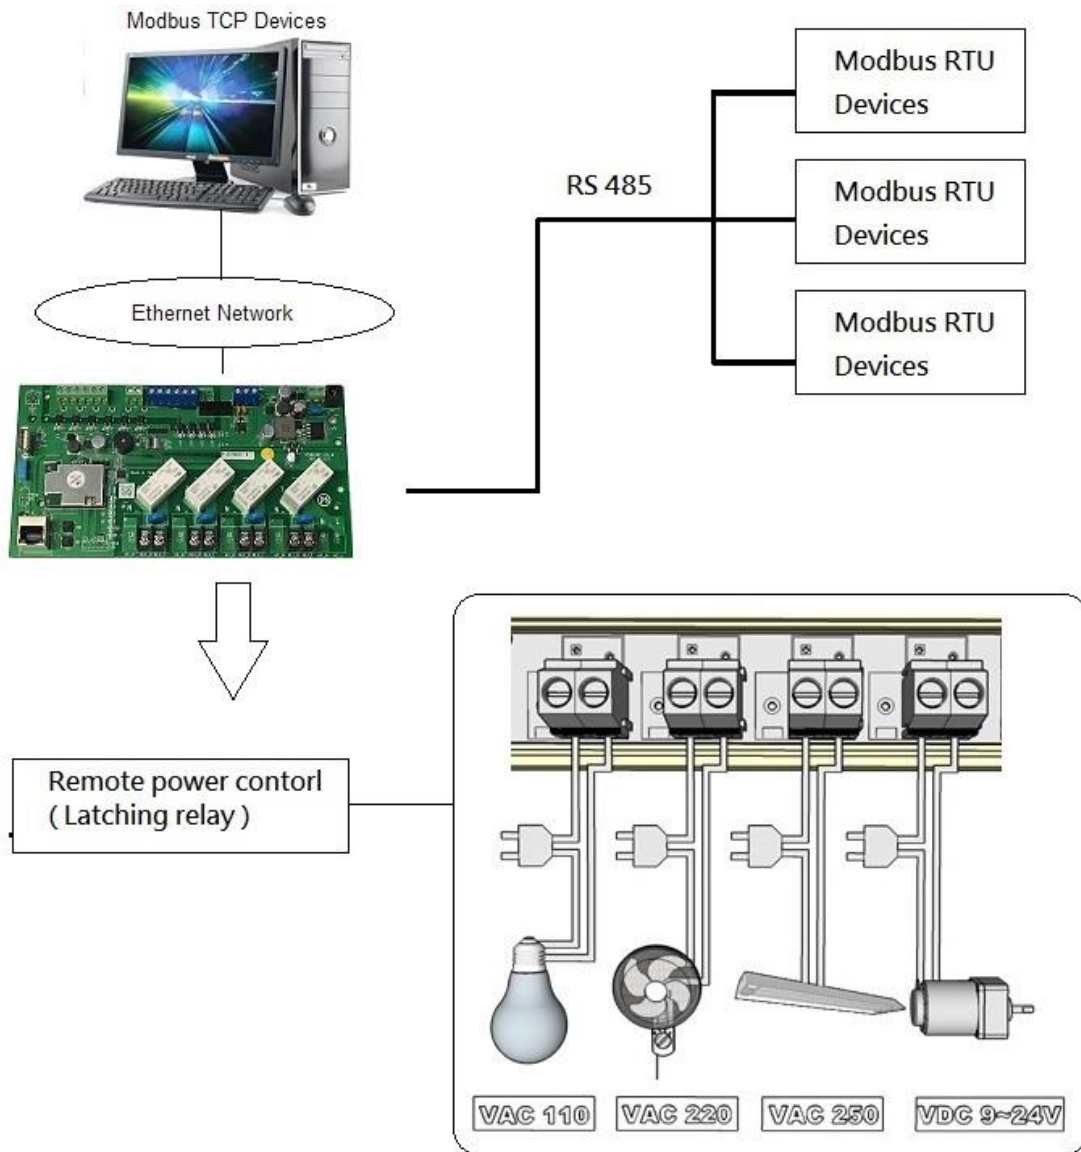 Modbus TCP Devices
Modbus RTU
Devices
RS 485
Modbus RTU
Devices
Ethernet Network
Modbus RTU
Devices
Remote power contorl
( Latching relay )
VAC 110
VAC 220
VAC 250
VDC 9~24V